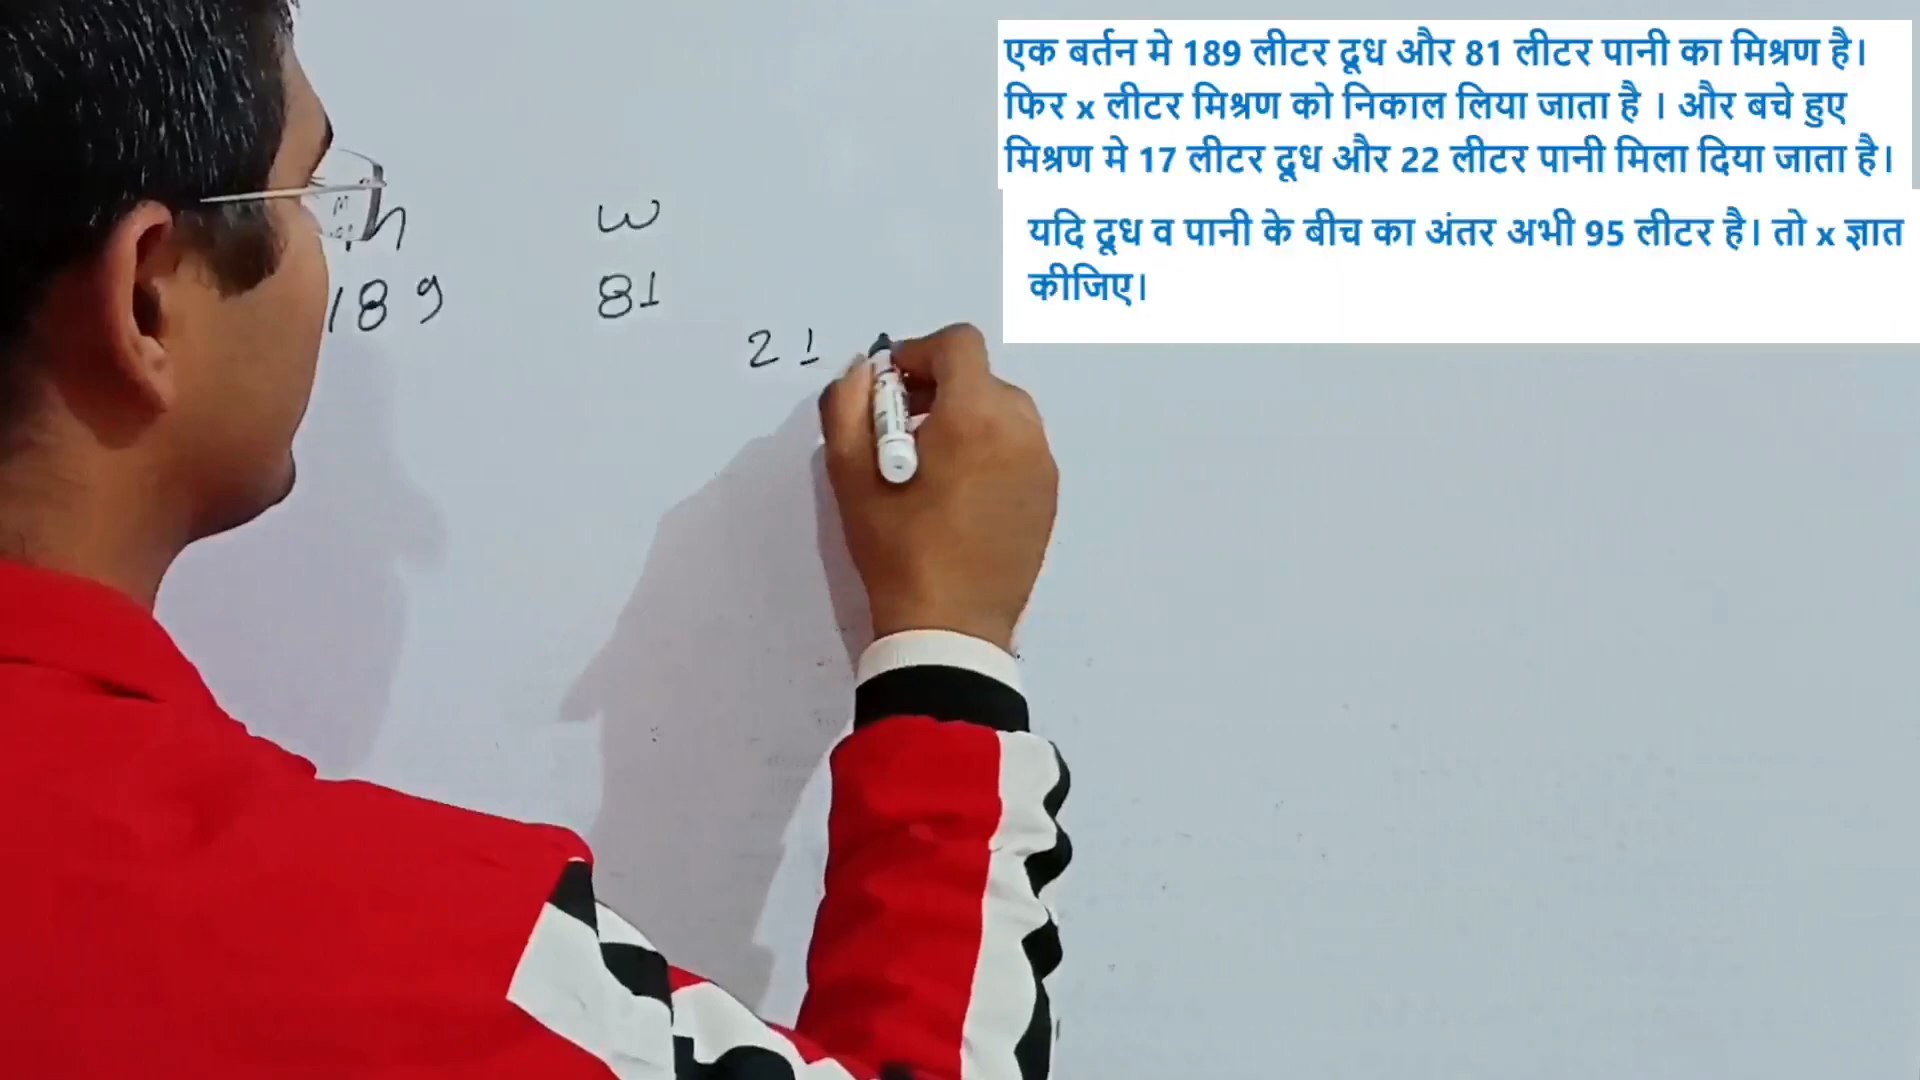 एक बर्तन मे 189 लीटर दूध और 81 लीटर पानी का मिश्रण है।
फिर x लीटर मिश्रण को निकाल लिया जाता है । और बचे हुए
मिश्रण मे 17 लीटर दूध और 22 लीटर पानी मिला दिया जाता है।
यदि दूध व पानी के बीच का अंतर अभी 95 लीटर है। तो x ज्ञात
कीजिए।
w
189 81
21